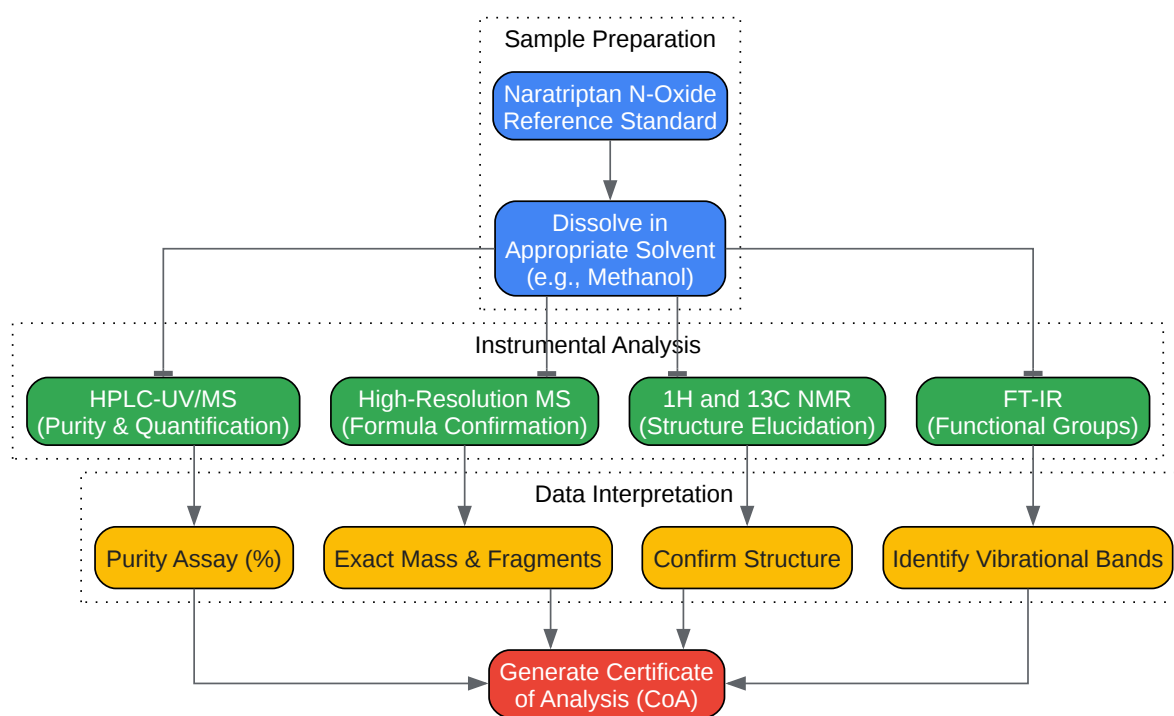 Sample Preparation
Naratriptan N-Oxide
Reference Standard
Dissolve in
Appropriate Solvent
(e.g., Methanol)
Instrumental Analysis
HPLC-UV/MS
(Purity & Quantification)
High-Resolution MS
(Formula Confirmation)
1H and 13C NMR
(Structure Elucidation)
FT-IR
(Functional Groups)
Data Interpretation
Purity Assay (%)
Exact Mass & Fragments
Confirm Structure
Identify Vibrational Bands
Generate Certificate
of Analysis (CoA)